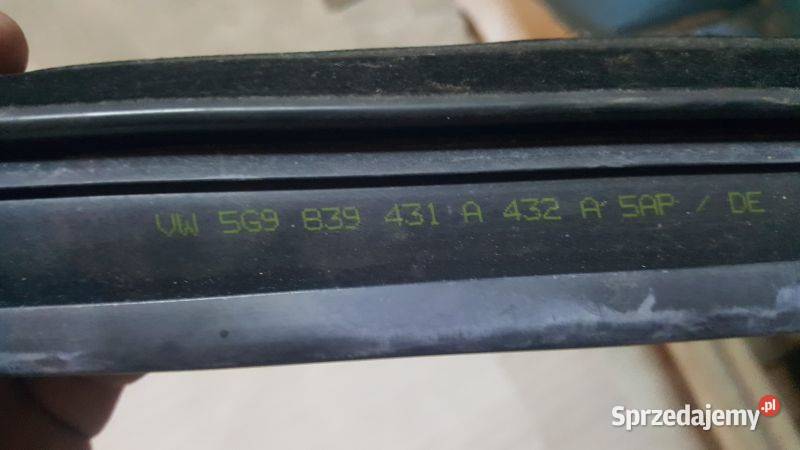 VW 5G9 839 431 A 432 A 5AP / DE
Sprzedajemy.pl